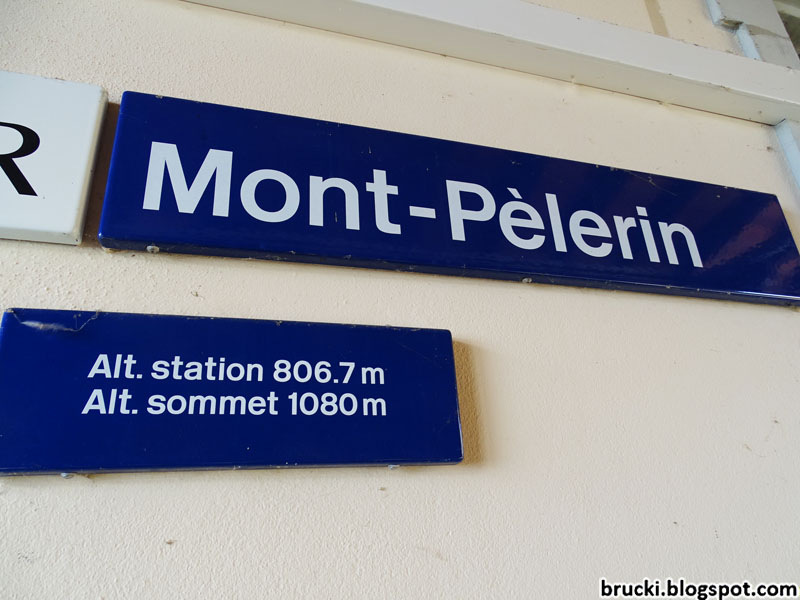 R
Mont-Pèlerin
Alt. station 806.7 m
Alt. sommet 1080 m
brucki.blogspot.com